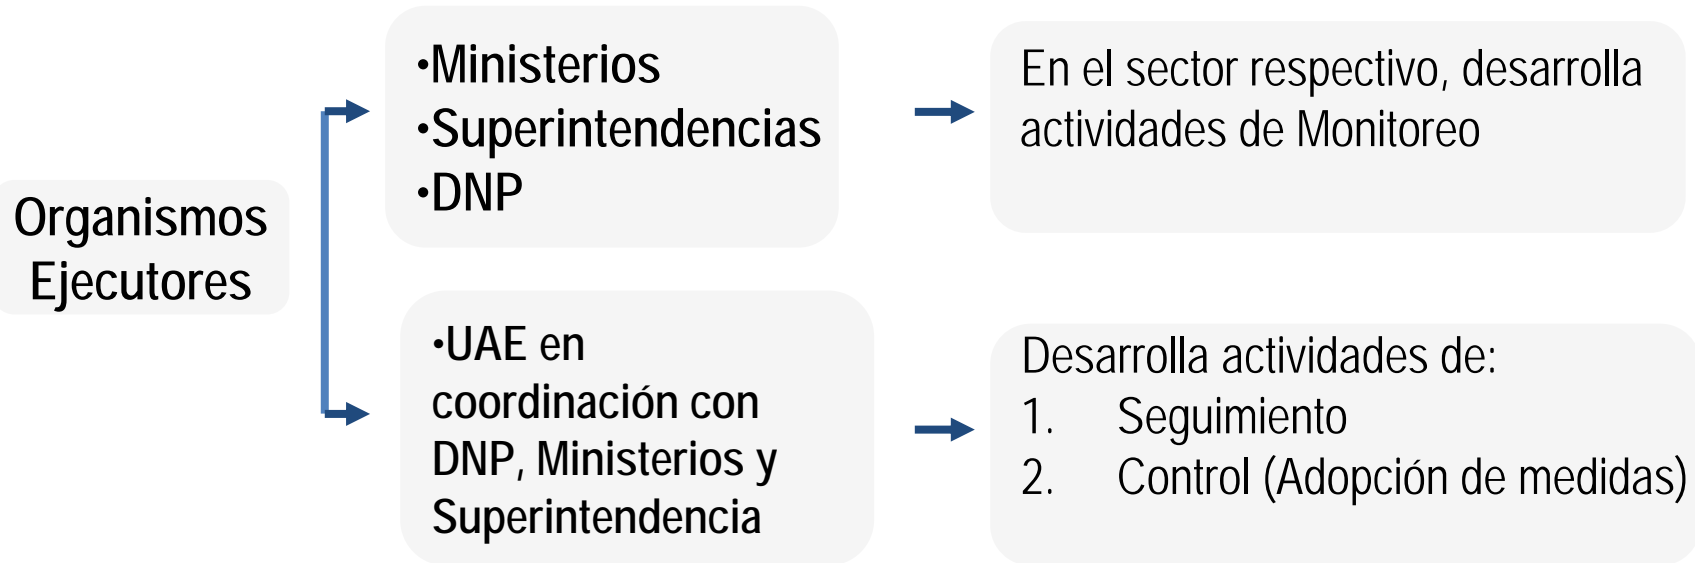 Organismos
Ejecutores
•Ministerios
•Superintendencias
•DNP
En el sector respectivo, desarrolla
actividades de Monitoreo
•UAE en
coordinación con
DNP, Ministerios y
Superintendencia
Desarrolla actividades de:
1. Seguimiento
2. Control (Adopción de medidas)